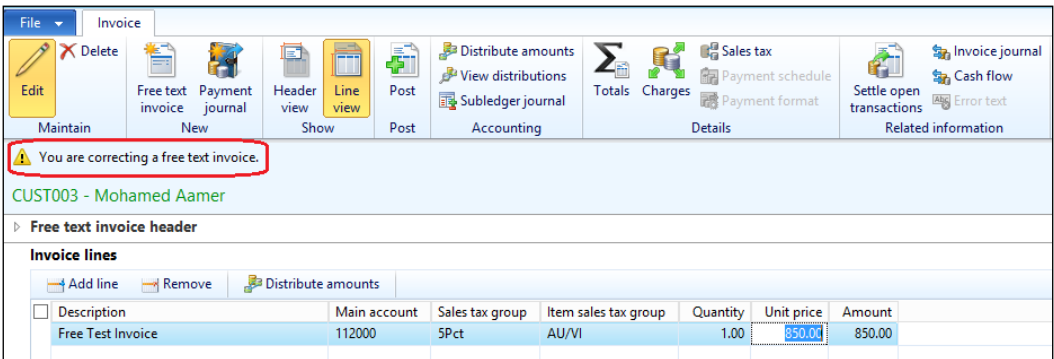 File Invoice
Edit
Delete
Maintain
Free text invoice
Payment journal
New
Header view
Line view
Show
Post
Post
Distribute amounts
View distributions
Subledger journal
Accounting
Totals
Charges
Sales tax
Payment schedule
Payment format
Details
Settle open transactions
Invoice journal
Cash flow
Error text
Related information
You are correcting a free text invoice.
CUST003 - Mohamed Aamer
Free text invoice header
Invoice lines
Add line Remove Distribute amounts
Description Main account Sales tax group Item sales tax group Quantity Unit price Amount
Free Test Invoice 112000 5Pct AU/VI 1.00 850.00 850.00